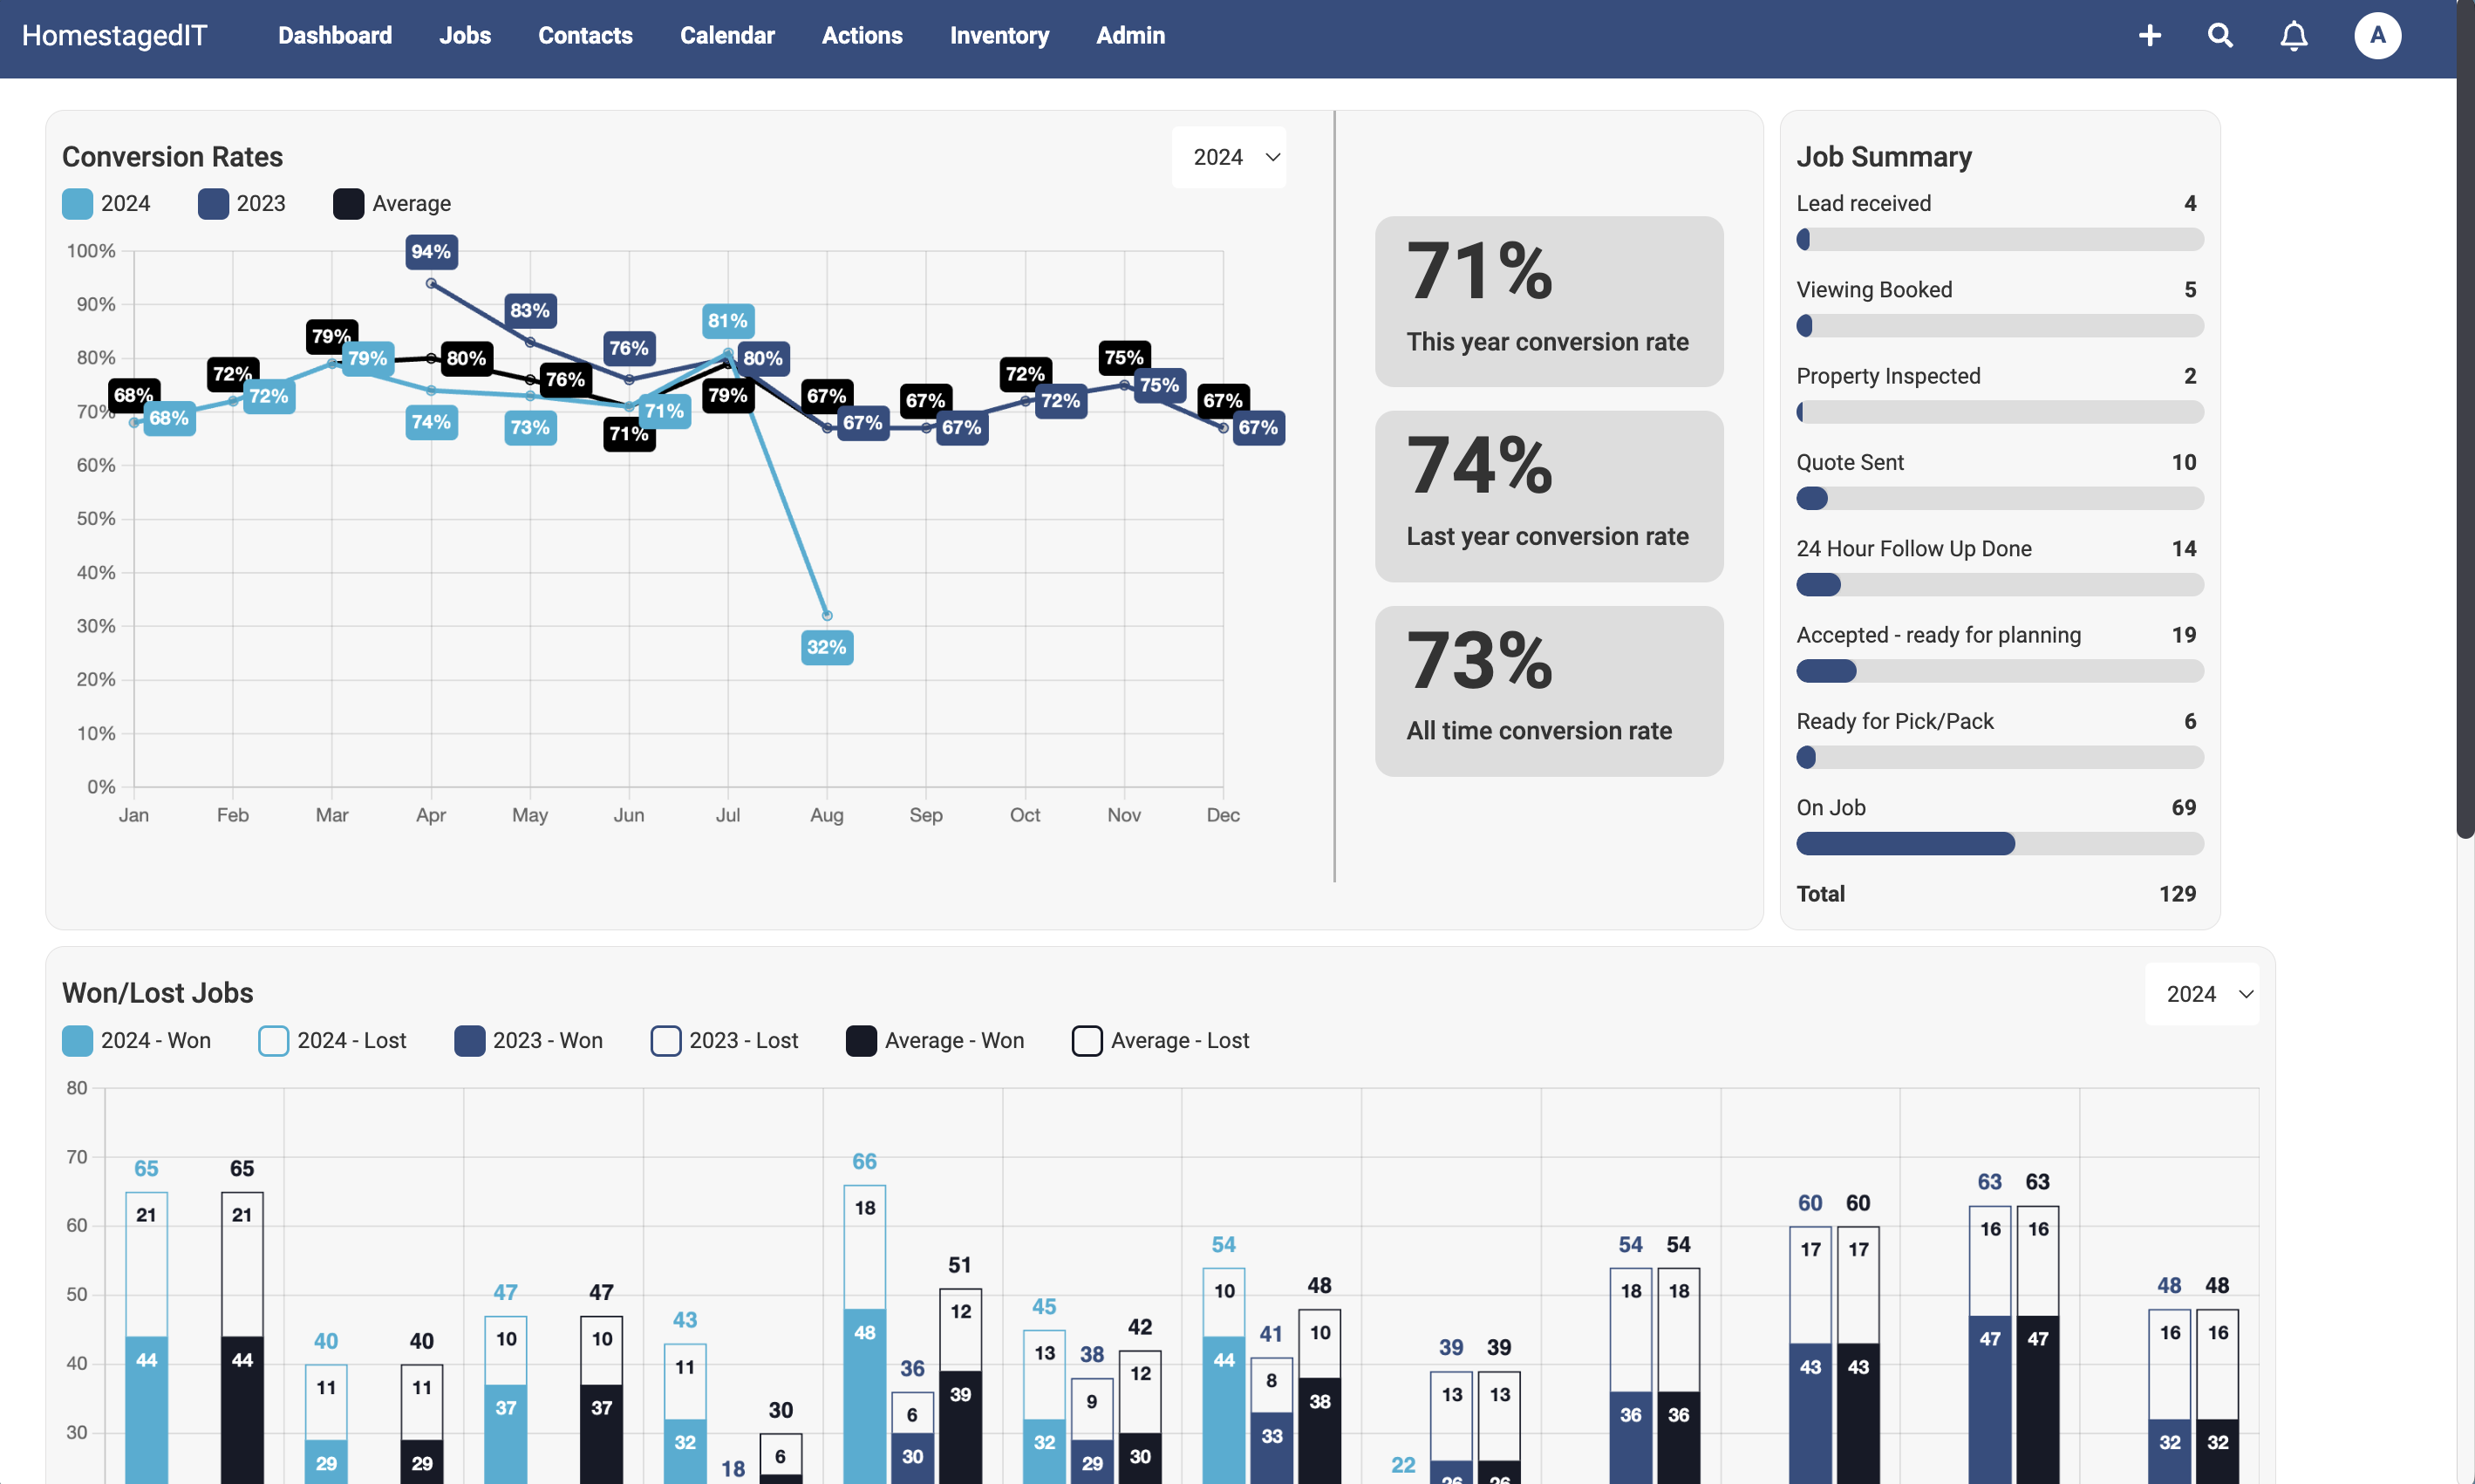 HomestagedIT Dashboard Jobs Contacts Calendar Actions Inventory Admin A
Conversion Rates
2024
2024 2023 Average
100%
90%
80%
70%
60%
50%
40%
30%
20%
10%
0%
94%
83%
81%
79% 76%
72% 79% 80% 76% 80% 72% 75%
68% 68% 72% 74% 73% 71% 71% 79% 67% 67% 67% 67% 72% 75% 67% 67%
32%
Jan Feb Mar Apr May Jun Jul Aug Sep Oct Nov Dec
71%
This year conversion rate
74%
Last year conversion rate
73%
All time conversion rate
Job Summary
Lead received 4
Viewing Booked 5
Property Inspected 2
Quote Sent 10
24 Hour Follow Up Done 14
Accepted - ready for planning 19
Ready for Pick/Pack 6
On Job 69
Total 129
Won/Lost Jobs
2024
2024 - Won 2024 - Lost 2023 - Won 2023 - Lost Average - Won Average - Lost
80
70
60
50
40
30
65 21 44
65 21 44
40 11 29
40 11 29
47 10 37
47 10 37
43 11 32
18
30 6
66 18 48
36 6 30
51 12 39
45 13 32
38 9 29
42 12 30
54 10 44
41 8 33
48 10 38
22
39 13 26
39 13 26
54 18 36
54 18 36
60 17 43
60 17 43
63 16 47
63 16 47
48 16 32
48 16 32